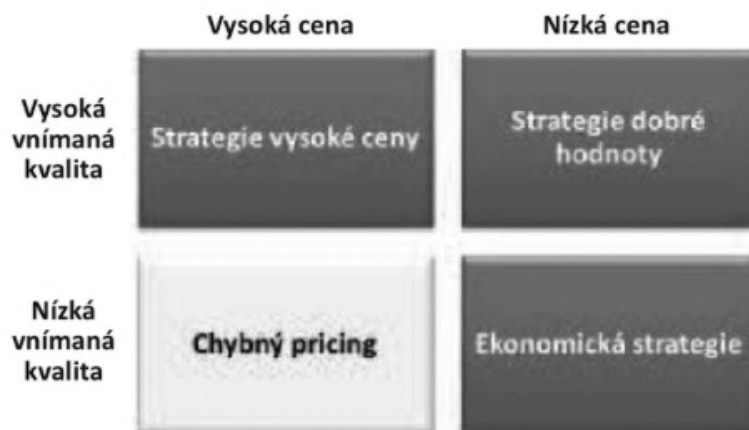 Vysoká cena
Nízká cena
Vysoká
vnímaná
kvalita
Strategie vysoké ceny
Strategie dobré
hodnoty
Nízká
vnímaná
kvalita
Chybný pricing
Ekonomická strategie